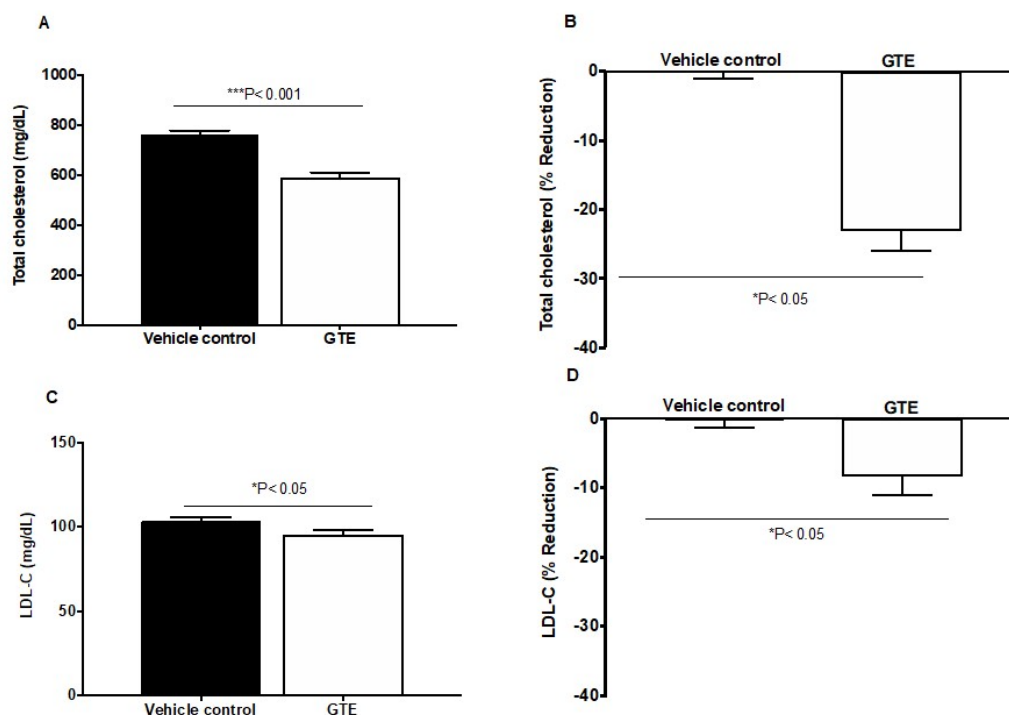 A
Total cholesterol (mg/dL)
1000
800
600
400
200
0
***P< 0.001
Vehicle control
GTE
B
Total cholesterol (% Reduction)
Vehicle control
GTE
0
-10
-20
-30
-40
*P< 0.05
C
LDL-C (mg/dL)
150
100
50
0
*P< 0.05
Vehicle control
GTE
D
LDL-C (% Reduction)
Vehicle control
GTE
0
-10
-20
-30
-40
*P< 0.05